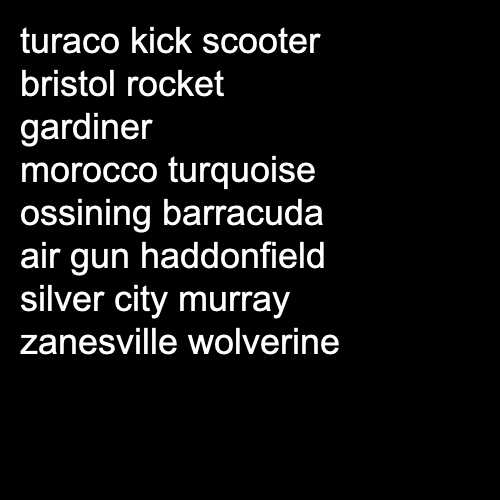 turaco kick scooter
bristol rocket
gardiner
morocco turquoise
ossining barracuda
air gun haddonfield
silver city murray
zanesville wolverine